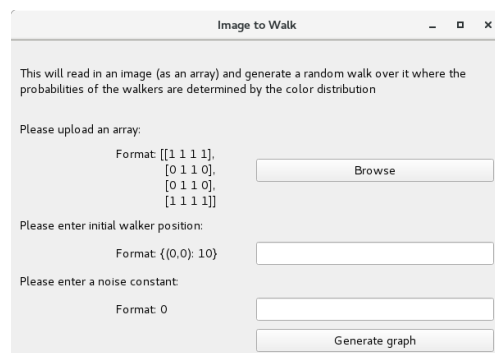 Image to Walk
This will read in an image (as an array) and generate a random walk over it where the
probabilities of the walkers are determined by the color distribution
Please upload an array:
Format: [[1 1 1 1],
[0 1 1 0],
[0 1 1 0],
[1 1 1 1]]
Browse
Please enter initial walker position:
Format: {(0,0): 10}
Please enter a noise constant:
Format: 0
Generate graph